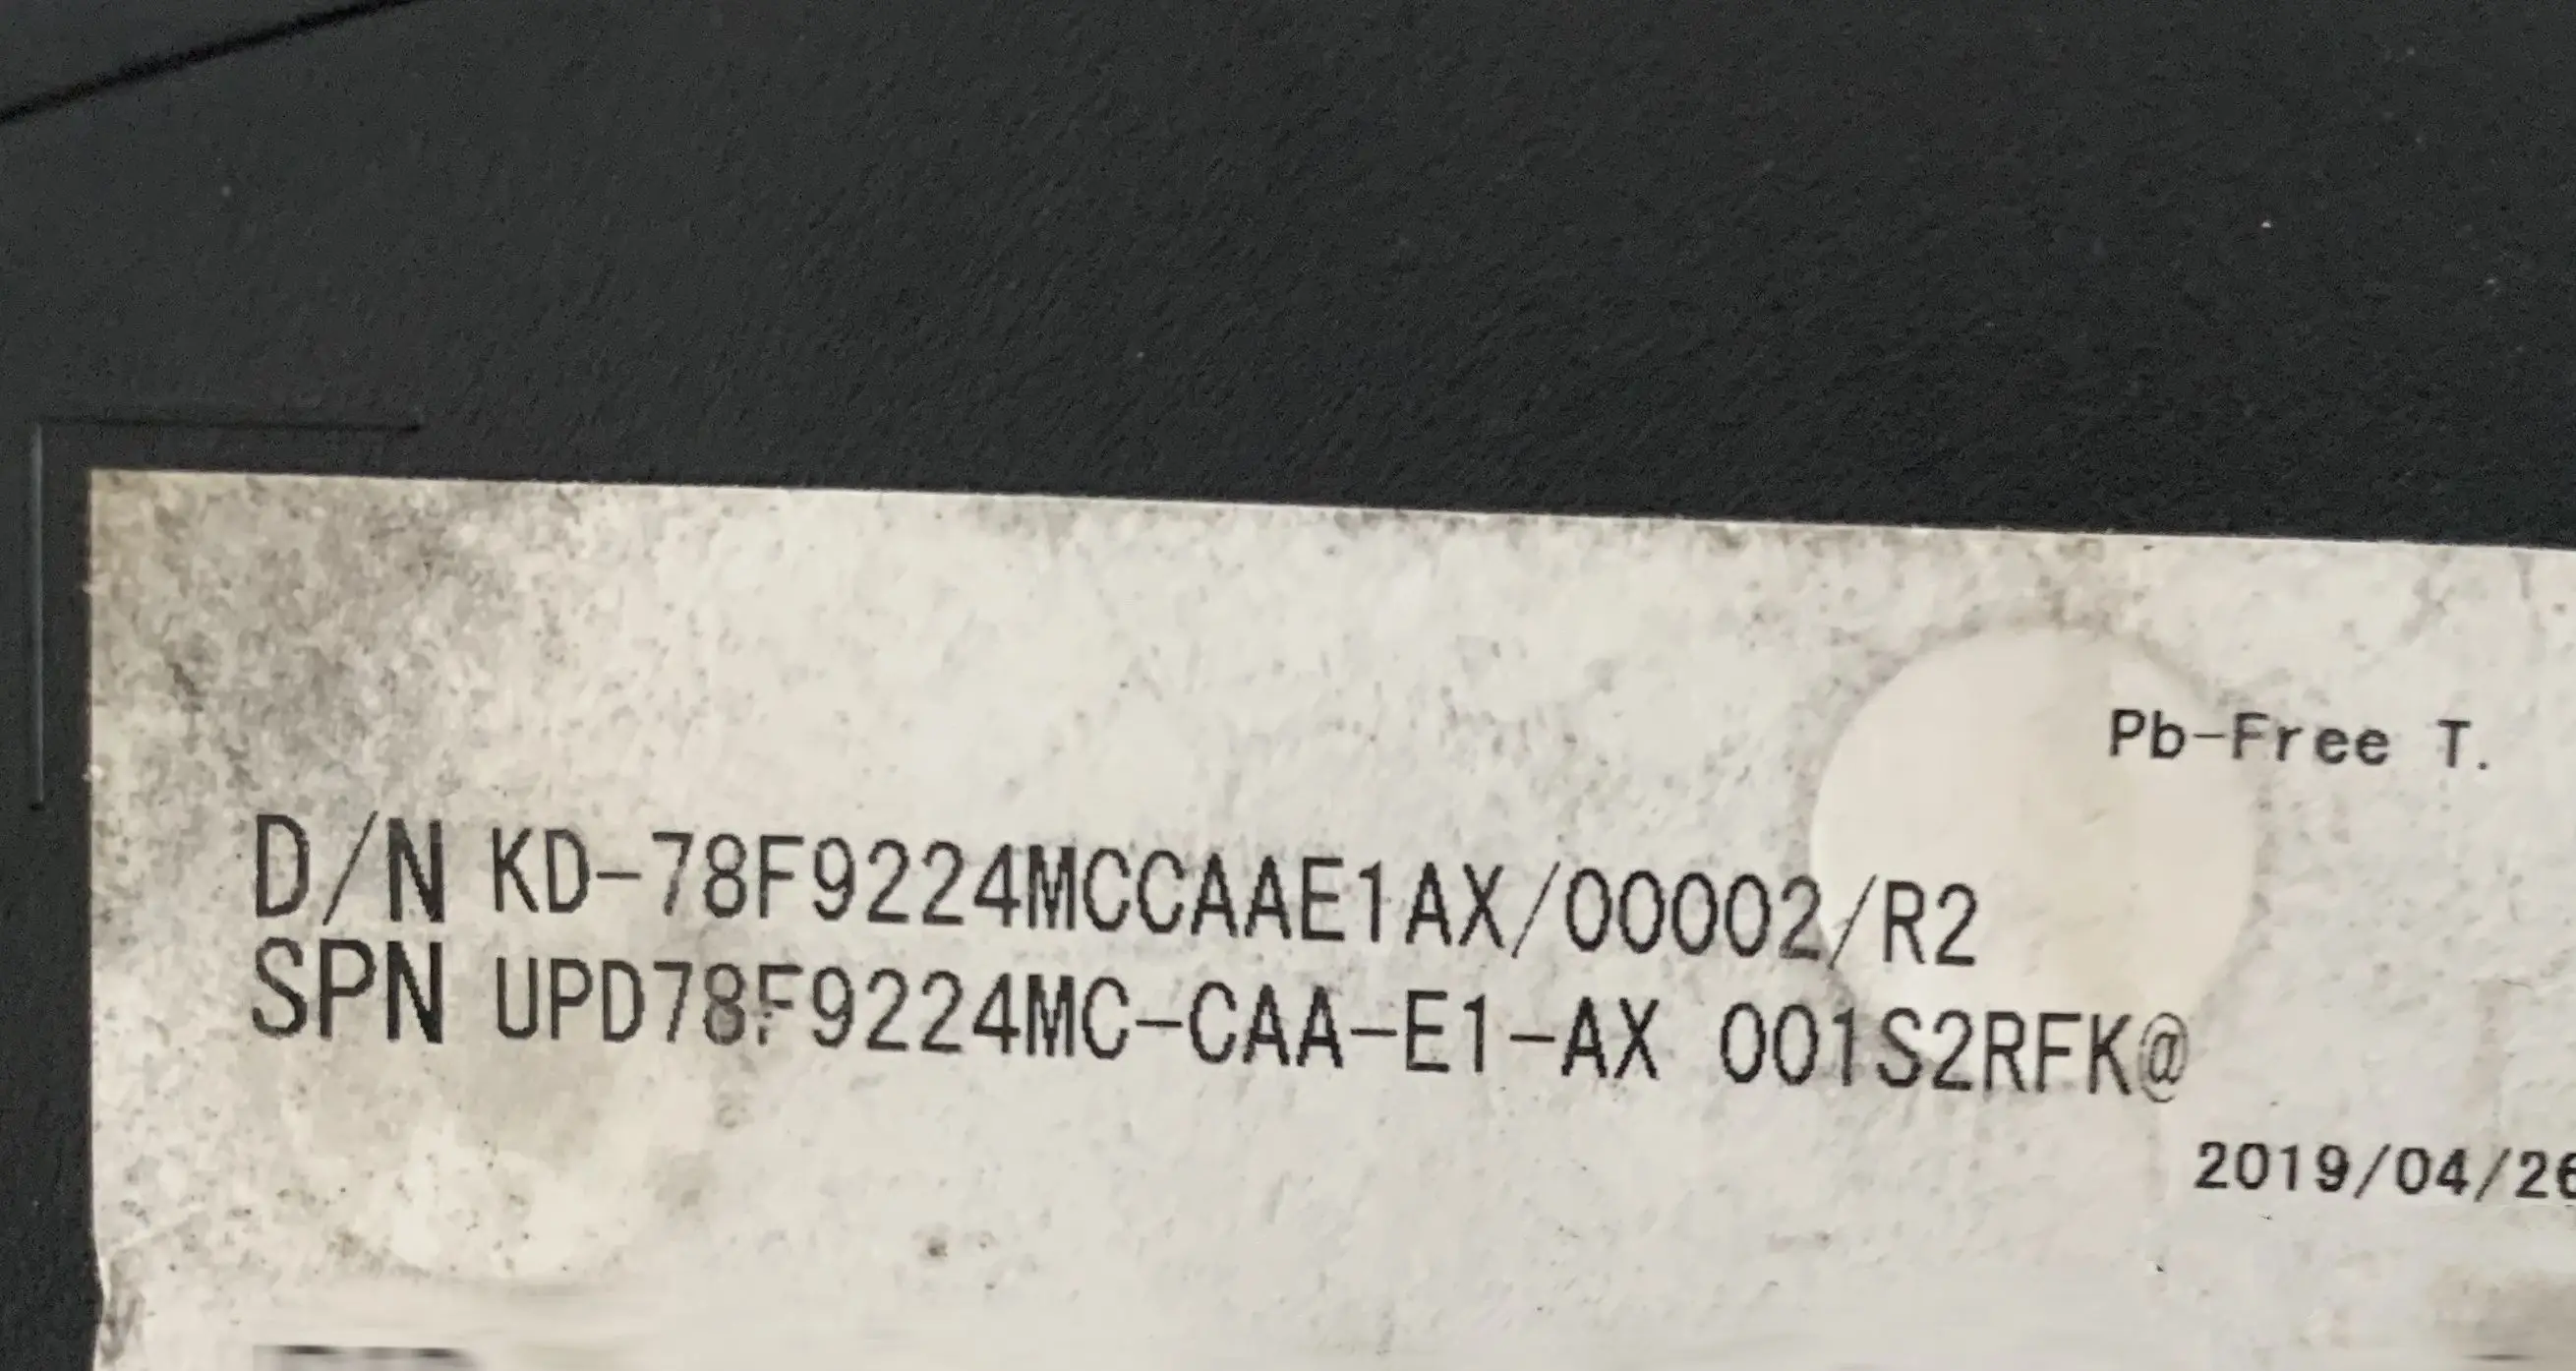 Pb-Free T.
D/N KD-78F9224MCCAAE1AX/00002/R2
SPN UPD78F9224MC-CAA-E1-AX 001S2RFK@
2019/04/26